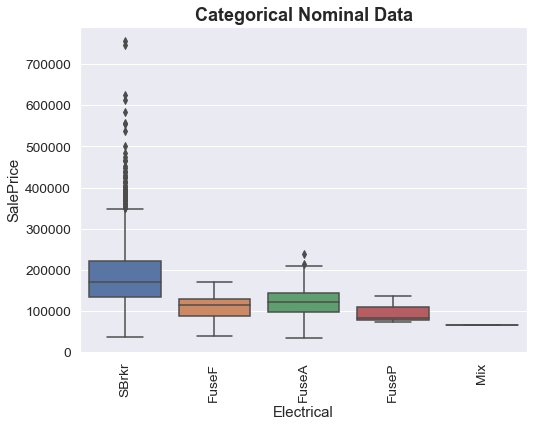 Categorical Nominal Data
700000
600000
500000
400000
300000
200000
100000
0
SalePrice
SBrkr
FuseF
FuseA
FuseP
Mix
Electrical